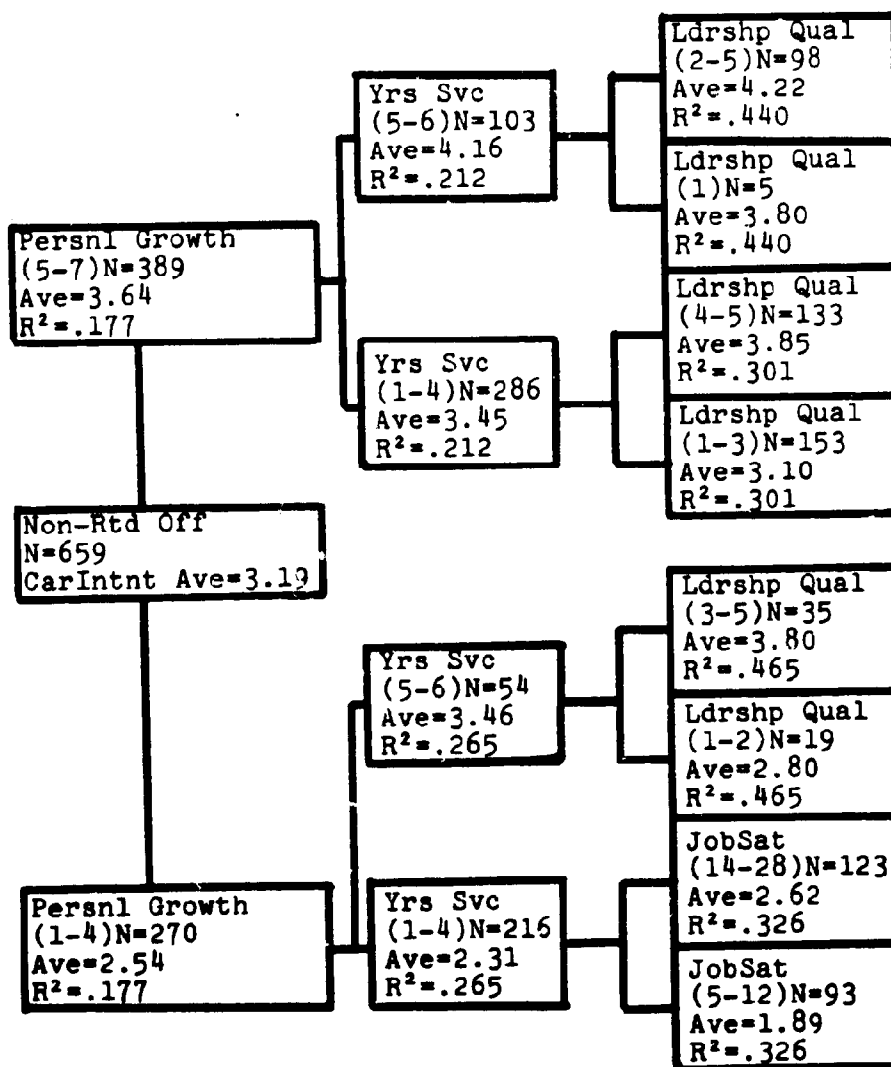 Ldrshp Qual
(2-5)N=98
Ave=4.22
R²=.440
Yrs Svc
(5-6)N=103
Ave=4.16
R²=.212
Ldrshp Qual
(1)N=5
Ave=3.80
R²=.440
Persnl Growth
(5-7)N=389
Ave=3.64
R²=.177
Ldrshp Qual
(4-5)N=133
Ave=3.85
R²=.301
Yrs Svc
(1-4)N=286
Ave=3.45
R²=.212
Ldrshp Qual
(1-3)N=153
Ave=3.10
R²=.301
Non-Rtd Off
N=659
CarIntnt Ave=3.19
Ldrshp Qual
(3-5)N=35
Ave=3.80
R²=.465
Yrs Svc
(5-6)N=54
Ave=3.46
R²=.265
Ldrshp Qual
(1-2)N=19
Ave=2.80
R²=.465
JobSat
(14-28)N=123
Ave=2.62
R²=.326
Persnl Growth
(1-4)N=270
Ave=2.54
R²=.177
Yrs Svc
(1-4)N=216
Ave=2.31
R²=.265
JobSat
(5-12)N=93
Ave=1.89
R²=.326